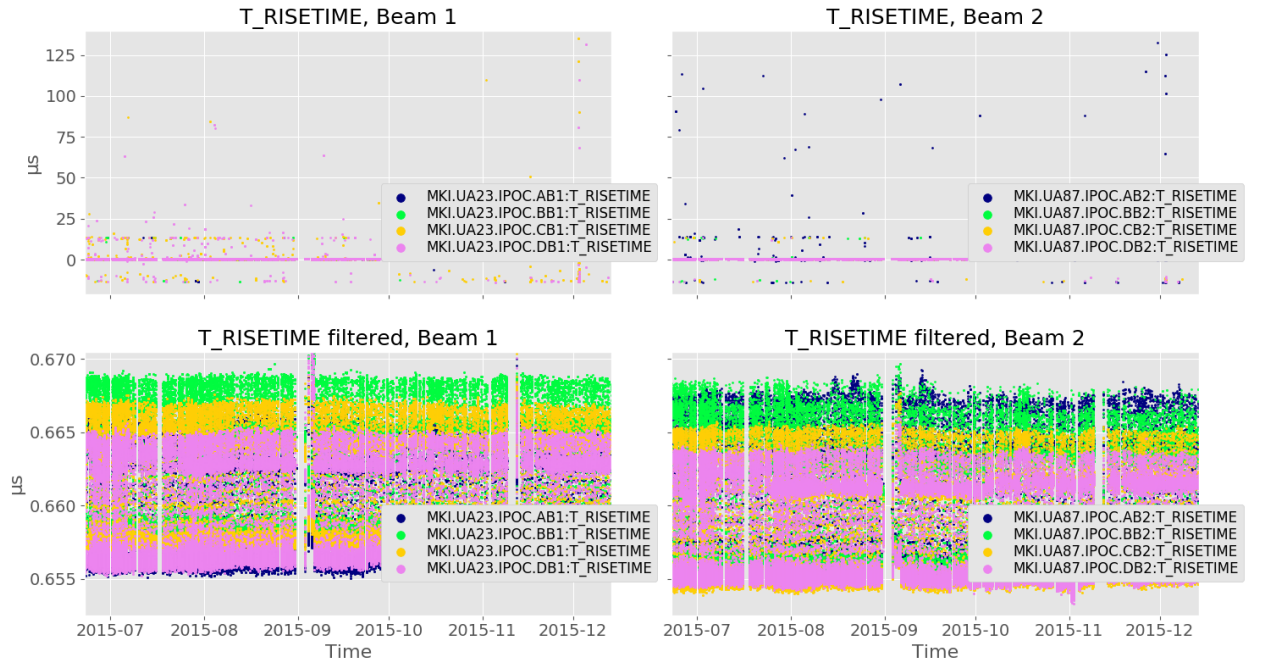 T_RISETIME, Beam 1
T_RISETIME, Beam 2
125
100
75
50
25
0
µs
MKI.UA23.IPOC.AB1:T_RISETIME
MKI.UA23.IPOC.BB1:T_RISETIME
MKI.UA23.IPOC.CB1:T_RISETIME
MKI.UA23.IPOC.DB1:T_RISETIME
MKI.UA87.IPOC.AB2:T_RISETIME
MKI.UA87.IPOC.BB2:T_RISETIME
MKI.UA87.IPOC.CB2:T_RISETIME
MKI.UA87.IPOC.DB2:T_RISETIME
T_RISETIME filtered, Beam 1
T_RISETIME filtered, Beam 2
0.670
0.665
0.660
0.655
µs
MKI.UA23.IPOC.AB1:T_RISETIME
MKI.UA23.IPOC.BB1:T_RISETIME
MKI.UA23.IPOC.CB1:T_RISETIME
MKI.UA23.IPOC.DB1:T_RISETIME
MKI.UA87.IPOC.AB2:T_RISETIME
MKI.UA87.IPOC.BB2:T_RISETIME
MKI.UA87.IPOC.CB2:T_RISETIME
MKI.UA87.IPOC.DB2:T_RISETIME
2015-07 2015-08 2015-09 2015-10 2015-11 2015-12
2015-07 2015-08 2015-09 2015-10 2015-11 2015-12
Time
Time